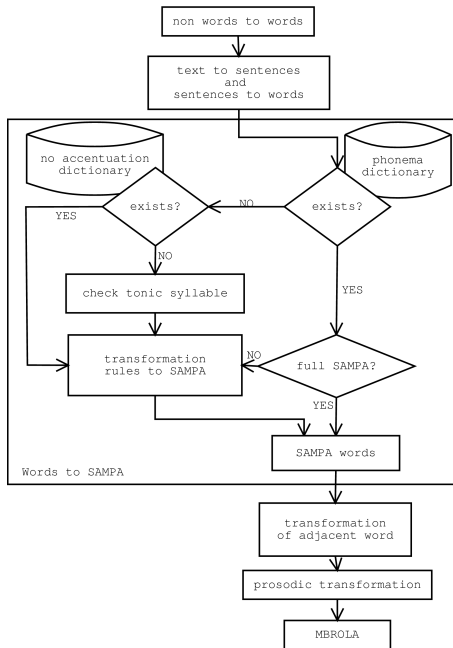 non words to words
text to sentences
and
sentences to words
no accentuation
dictionary
phonema
dictionary
exists?
NO
exists?
YES
NO
YES
check tonic syllable
transformation
rules to SAMPA
NO
full SAMPA?
YES
SAMPA words
Words to SAMPA
transformation
of adjacent word
prosodic transformation
MBROLA